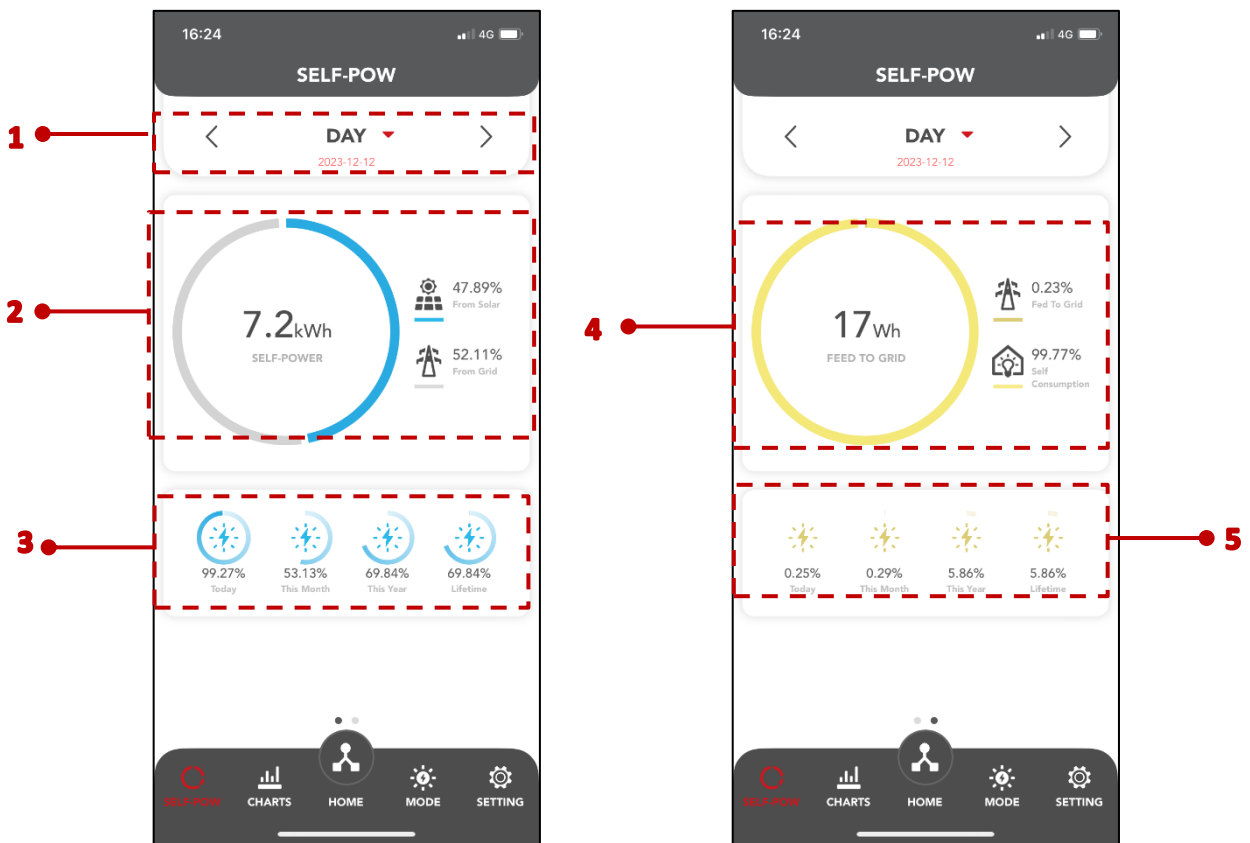 16:24
4G
SELF-POW
1
DAY
2023-12-12
2
7.2kWh
SELF-POWER
47.89%
From Solar
52.11%
From Grid
3
99.27%
Today
53.13%
This Month
69.84%
This Year
69.84%
Lifetime
SELF-POW
CHARTS
HOME
MODE
SETTING
16:24
4G
SELF-POW
DAY
2023-12-12
4
17Wh
FEED TO GRID
0.23%
Fed To Grid
99.77%
Self
Consumption
5
0.25%
Today
0.29%
This Month
5.86%
This Year
5.86%
Lifetime
SELF-POW
CHARTS
HOME
MODE
SETTING